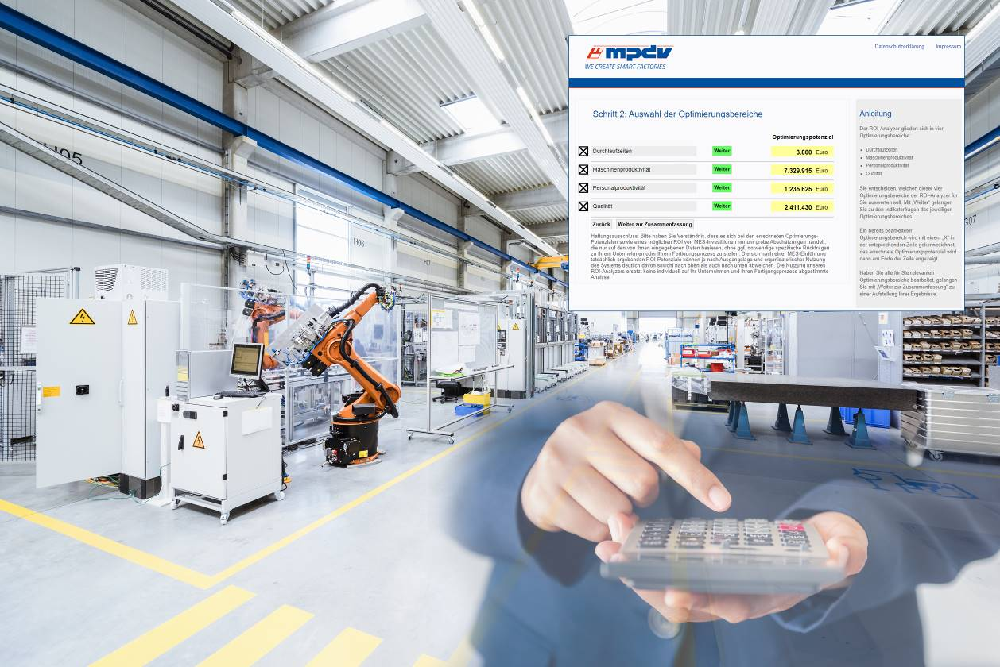 mpdv
WE CREATE SMART FACTORIES
Datenschutzerklärung Impressum
Schritt 2: Auswahl der Optimierungsbereiche
Optimierungspotenzial
Durchlaufzeiten Weiter 3.800 Euro
Maschinenproduktivität Weiter 7.329.915 Euro
Personalproduktivität Weiter 1.235.625 Euro
Qualität Weiter 2.411.430 Euro
Zurück Weiter zur Zusammenfassung
Haftungsausschluss: Bitte haben Sie Verständnis, dass es sich bei den errechneten Optimierungs-
Potenzialen sowie eines möglichen ROI von MES-Investitionen nur um grobe Abschätzungen handelt,
die nur auf den von Ihnen eingegebenen Daten basieren, ohne ggf. notwendige spezifische Rückfragen
zu Ihrem Unternehmen oder Ihrem Fertigungsprozess zu stellen. Die sich nach einer MES-Einführung
tatsächlich ergebenden ROI-Potenziale können je nach Ausgangslage und organisatorischer Nutzung
des Systems deutlich davon sowohl nach oben als auch nach unten abweichen. Die Nutzung unseres
ROI-Analyzers ersetzt keine individuell auf Ihr Unternehmen und Ihren Fertigungsprozess abgestimmte
Analyse.
Anleitung
Der ROI-Analyzer gliedert sich in vier
Optimierungsbereiche:
Durchlaufzeiten
Maschinenproduktivität
Personalproduktivität
Qualität
Sie entscheiden, welchen dieser vier
Optimierungsbereiche der ROI-Analyzer für
Sie auswerten soll. Mit „Weiter" gelangen
Sie zu den Indikatorfragen des jeweiligen
Optimierungsbereiches.
Ein bereits bearbeiteter
Optimierungsbereich wird mit einem „X" in
der entsprechenden Zeile gekennzeichnet,
das errechnete Optimierungspotenzial wird
dann am Ende der Zeile angezeigt.
Haben Sie alle für Sie relevanten
Optimierungsbereiche bearbeitet, gelangen
Sie mit „Weiter zur Zusammenfassung" zu
einer Aufstellung Ihrer Ergebnisse.
H05
H06
G07